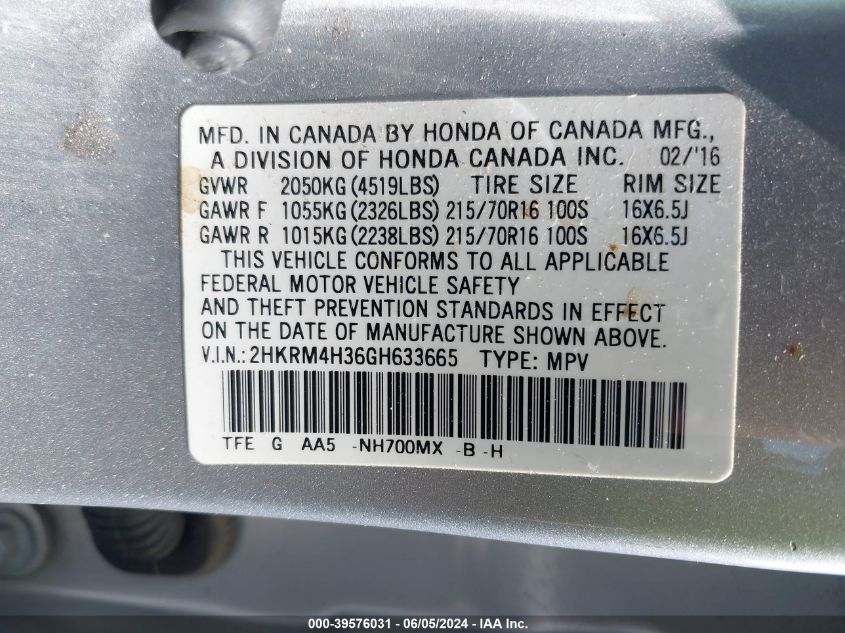 MFD. IN CANADA BY HONDA OF CANADA MFG.,
A DIVISION OF HONDA CANADA INC. 02/'16
GVWR 2050KG (4519LBS) TIRE SIZE RIM SIZE
GAWR F 1055KG (2326LBS) 215/70R16 100S 16X6.5J
GAWR R 1015KG (2238LBS) 215/70R16 100S 16X6.5J
THIS VEHICLE CONFORMS TO ALL APPLICABLE
FEDERAL MOTOR VEHICLE SAFETY
AND THEFT PREVENTION STANDARDS IN EFFECT
ON THE DATE OF MANUFACTURE SHOWN ABOVE.
V.I.N.: 2HKRM4H36GH633665 TYPE: MPV
TFE G AA5 -NH700MX -B -H
000-39576031 - 06/05/2024 - IAA Inc.